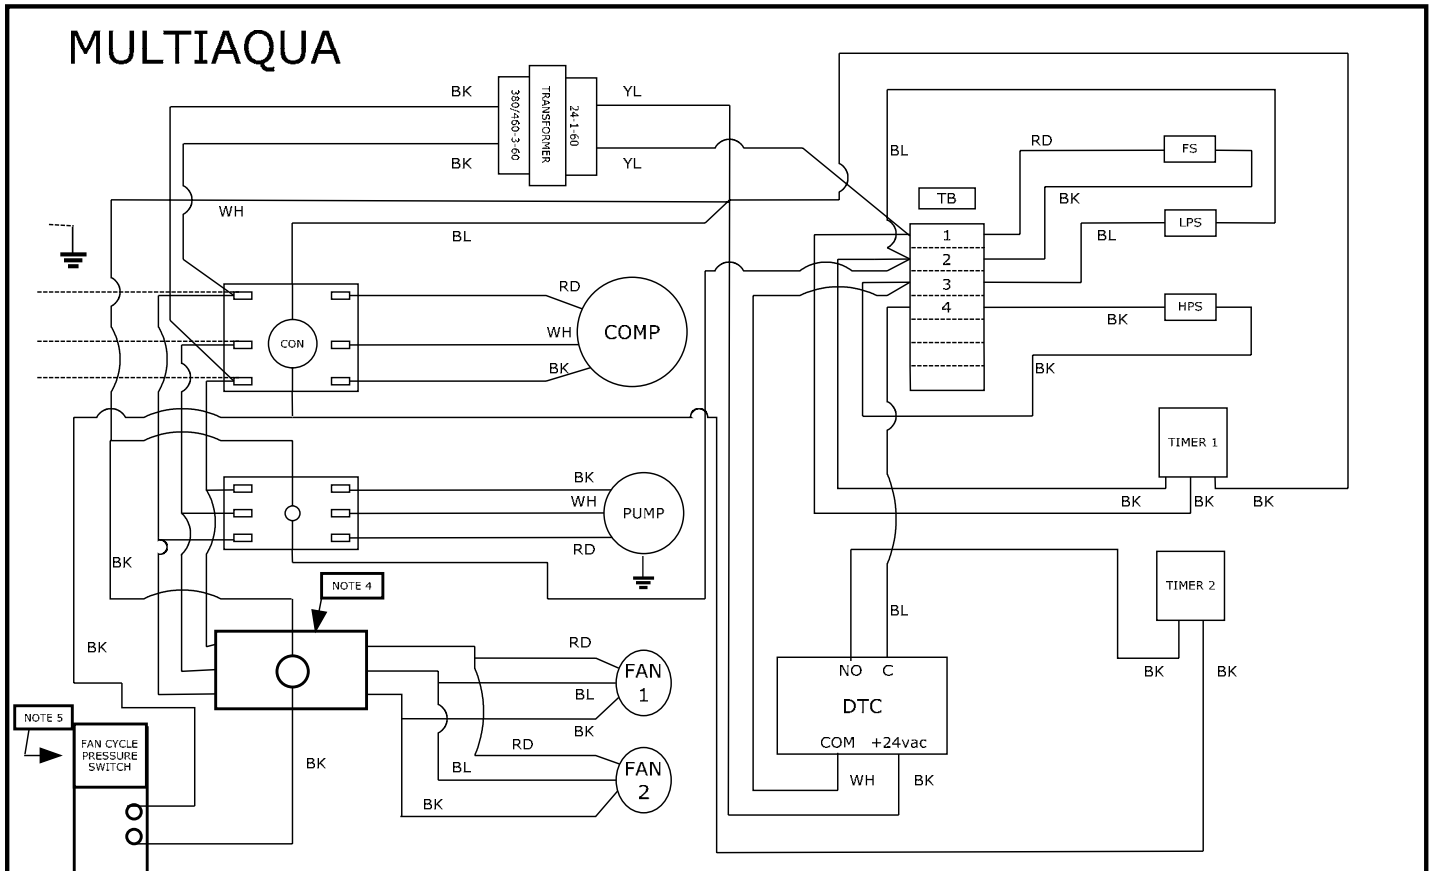 MULTIAQUA
BK
380/460-3-60
TRANSFORMER
24-1-60
YL
BK
YL
BL
RD
FS
BK
TB
LPS
WH
BL
BL
1
2
3
4
HPS
BK
BK
RD
WH
BK
CON
COMP
TIMER 1
BK
BK
BK
BK
WH
RD
PUMP
BK
NOTE 4
TIMER 2
BL
BK
BK
BK
RD
BL
BK
FAN
1
NO
C
DTC
COM
+24vac
WH
BK
NOTE 5
FAN CYCLE
PRESSURE
SWITCH
BK
RD
BL
BK
FAN
2